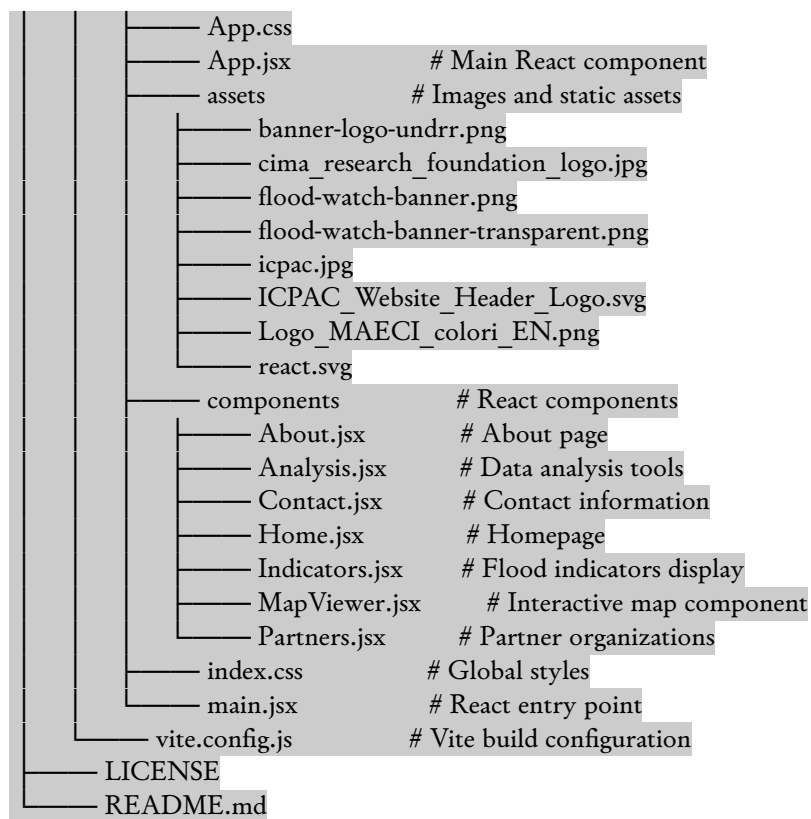 App.css
App.jsx # Main React component
assets # Images and static assets
banner-logo-undrr.png
cima_research_foundation_logo.jpg
flood-watch-banner.png
flood-watch-banner-transparent.png
icpac.jpg
ICPAC_Website_Header_Logo.svg
Logo_MAECI_colori_EN.png
react.svg
components # React components
About.jsx # About page
Analysis.jsx # Data analysis tools
Contact.jsx # Contact information
Home.jsx # Homepage
Indicators.jsx # Flood indicators display
MapViewer.jsx # Interactive map component
Partners.jsx # Partner organizations
index.css # Global styles
main.jsx # React entry point
vite.config.js # Vite build configuration
LICENSE
README.md